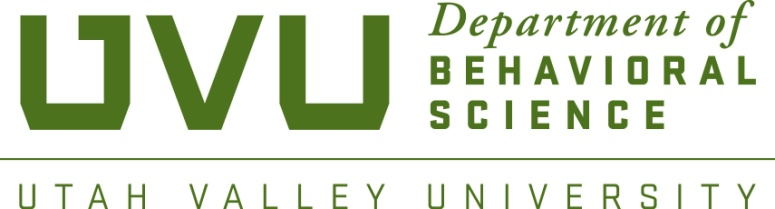 UVU
Department of
BEHAVIORAL
SCIENCE
UTAH VALLEY UNIVERSITY